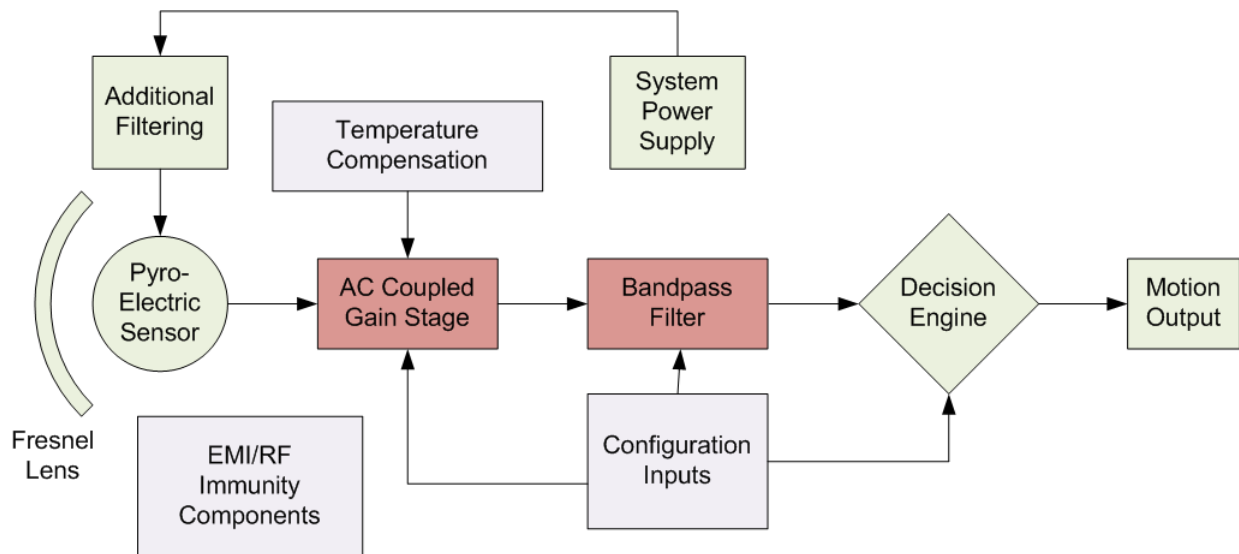 Additional
Filtering
System
Power
Supply
Temperature
Compensation
Pyro-
Electric
Sensor
AC Coupled
Gain Stage
Bandpass
Filter
Decision
Engine
Motion
Output
Fresnel
Lens
EMI/RF
Immunity
Components
Configuration
Inputs